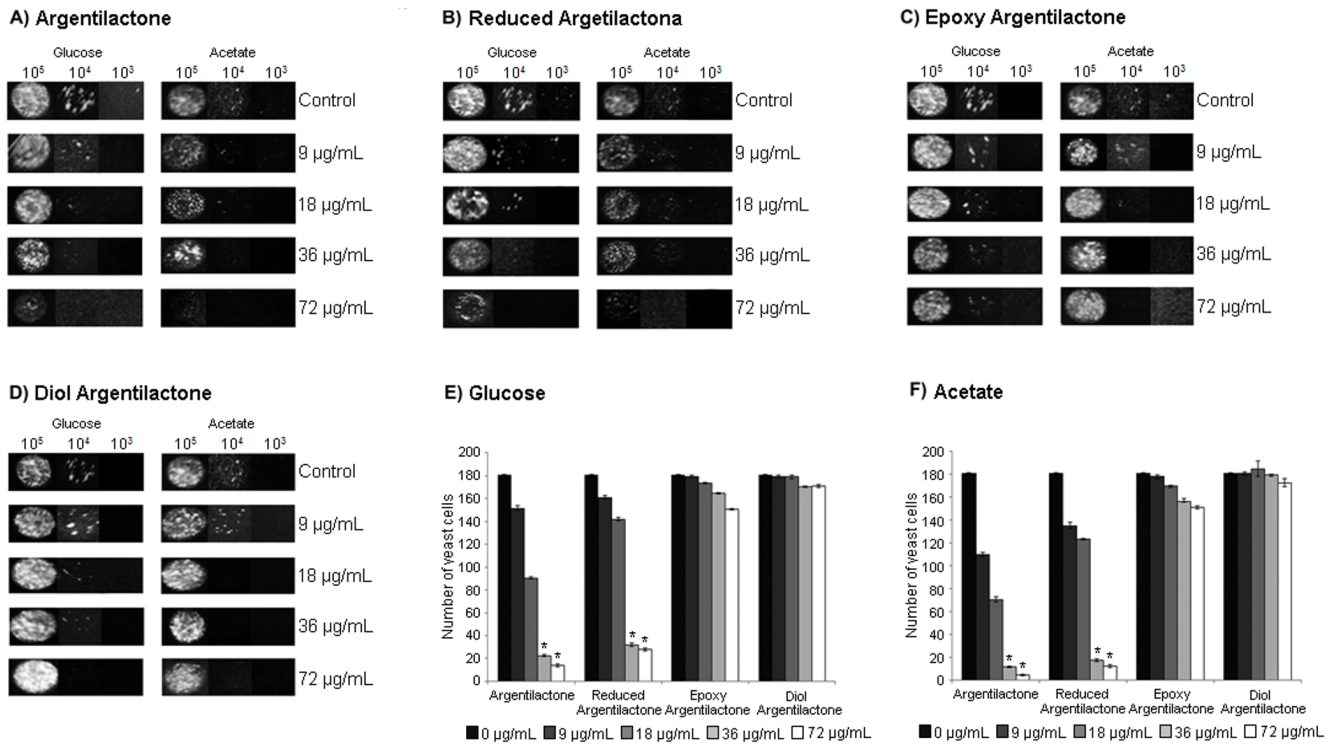 A) Argentilactone
Glucose Acetate
10⁵ 10⁴ 10³ 10⁵ 10⁴ 10³
Control
9 µg/mL
18 µg/mL
36 µg/mL
72 µg/mL
B) Reduced Argetilactona
Glucose Acetate
10⁵ 10⁴ 10³ 10⁵ 10⁴ 10³
Control
9 µg/mL
18 µg/mL
36 µg/mL
72 µg/mL
C) Epoxy Argentilactone
Glucose Acetate
10⁵ 10⁴ 10³ 10⁵ 10⁴ 10³
Control
9 µg/mL
18 µg/mL
36 µg/mL
72 µg/mL
D) Diol Argentilactone
Glucose Acetate
10⁵ 10⁴ 10³ 10⁵ 10⁴ 10³
Control
9 µg/mL
18 µg/mL
36 µg/mL
72 µg/mL
E) Glucose
Number of yeast cells
200
180
160
140
120
100
80
60
40
20
0
* * * *
Argentilactone Reduced Epoxy Diol
Argentilactone Argentilactone Argentilactone
0 µg/mL 9 µg/mL 18 µg/mL 36 µg/mL 72 µg/mL
F) Acetate
Number of yeast cells
200
180
160
140
120
100
80
60
40
20
0
* * * *
Argentilactone Reduced Epoxy Diol
Argentilactone Argentilactone Argentilactone
0 µg/mL 9 µg/mL 18 µg/mL 36 µg/mL 72 µg/mL